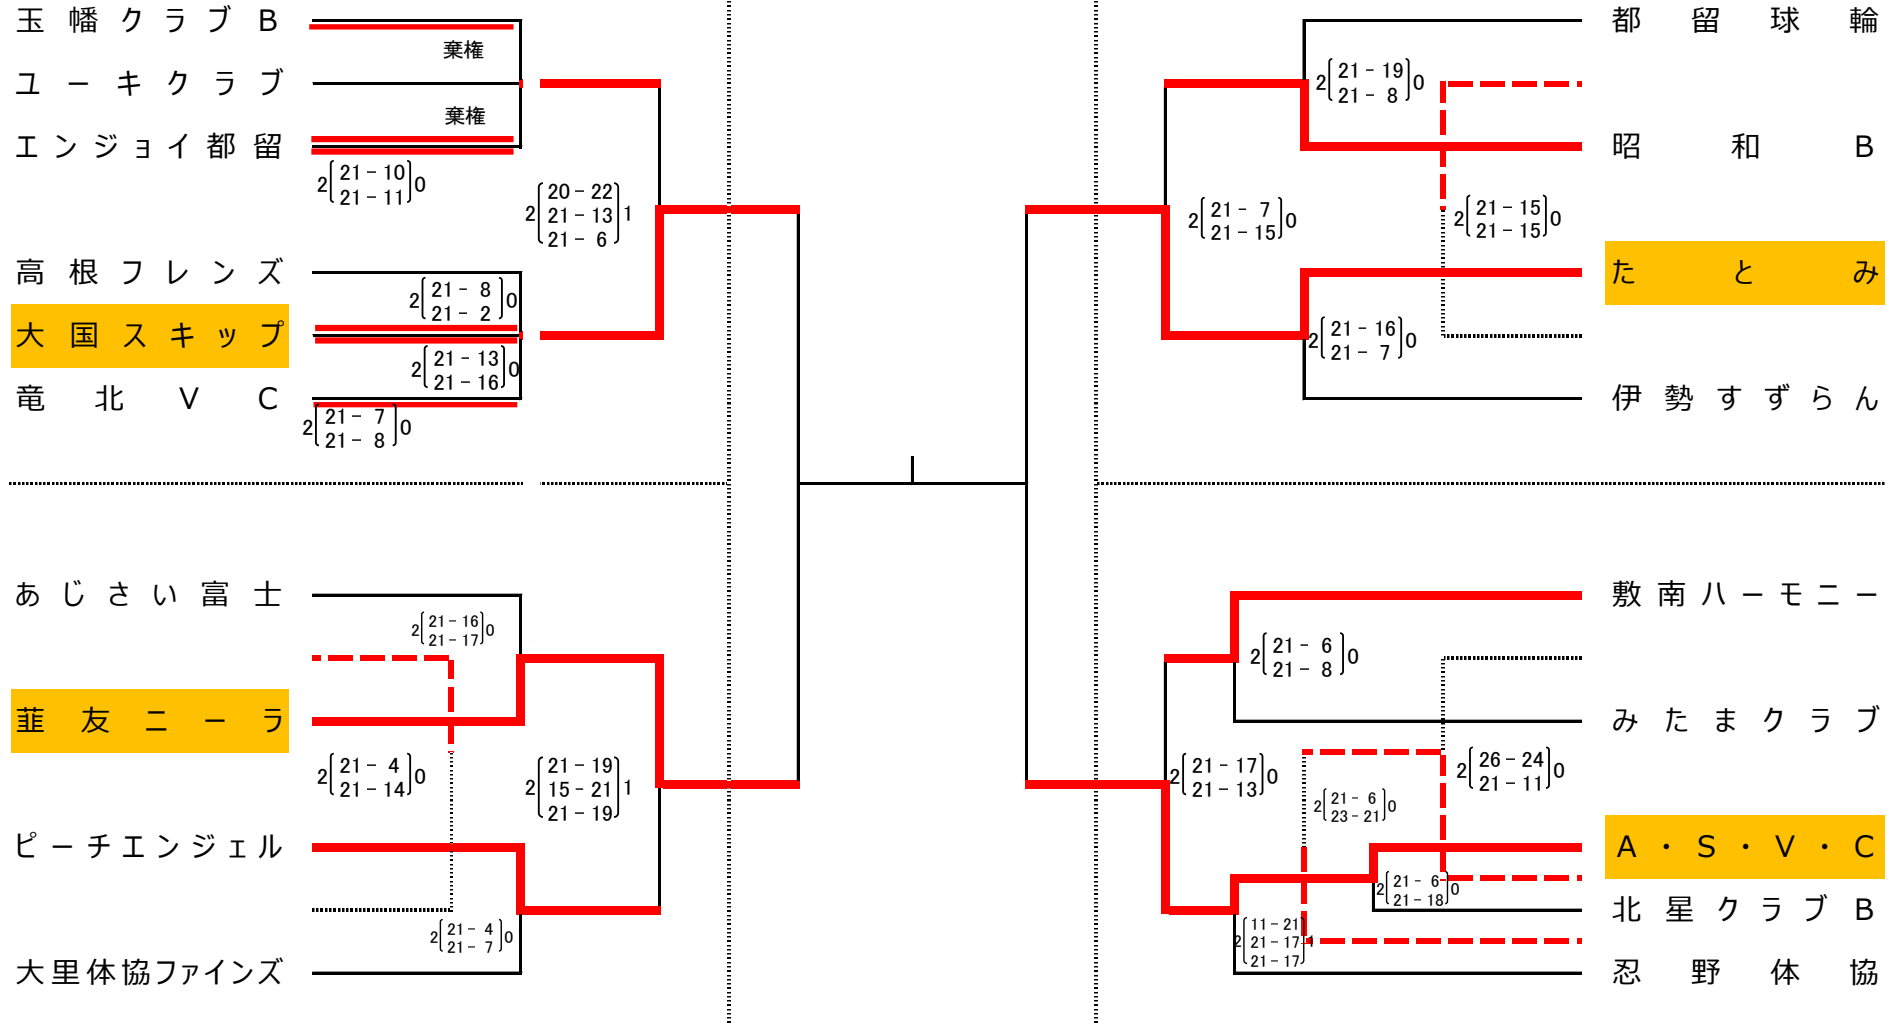 玉幡クラブB
棄権
ユーキクラブ
棄権
エンジョイ都留
2 21－10 0
21－11
20－22
2 21－13 1
21－ 6
高根フレンズ
2 21－ 8 0
21－ 2
大国スキップ
2 21－13 0
21－16
竜北VC
2 21－ 7 0
21－ 8
あじさい富士
2 21－16 0
21－17
韮友ニーラ
2 21－ 4 0
21－14
21－19
2 15－21 1
21－19
ピーチエンジェル
2 21－ 4 0
21－ 7
大里体協ファインズ
都留球輪
2 21－19 0
21－ 8
昭和B
2 21－ 7 0
21－15
2 21－15 0
21－15
たとみ
2 21－16 0
21－ 7
伊勢すずらん
敷南ハーモニー
2 21－ 6 0
21－ 8
みたまクラブ
2 21－17 0
21－13
2 26－24 0
21－11
2 21－ 6 0
23－21
A・S・V・C
2 21－ 6 0
21－18
北星クラブB
11－21
2 21－17 1
21－17
忍野体協